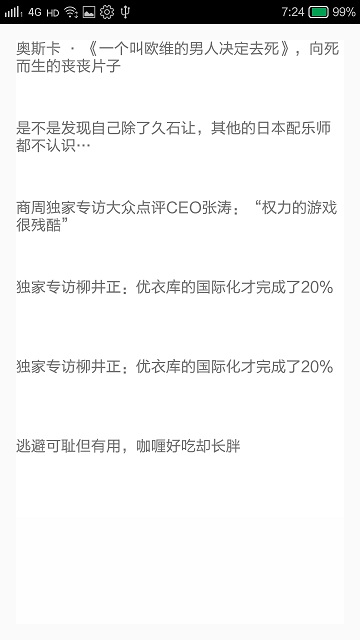 4G HD 7:24 99%
奥斯卡 · 《一个叫欧维的男人决定去死》，向死
而生的丧丧片子
是不是发现自己除了久石让，其他的日本配乐师
都不认识…
商周独家专访大众点评CEO张涛：“权力的游戏
很残酷”
独家专访柳井正：优衣库的国际化才完成了20%
独家专访柳井正：优衣库的国际化才完成了20%
逃避可耻但有用，咖喱好吃却长胖